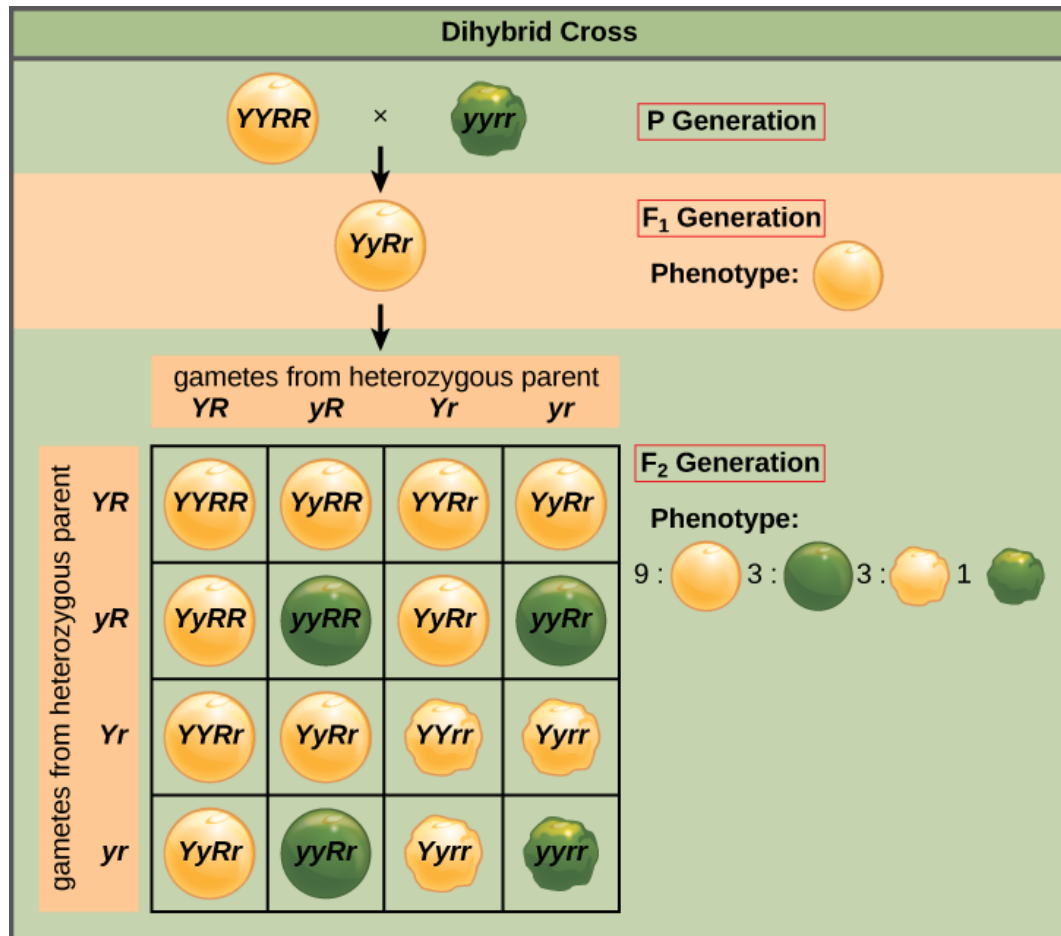 Dihybrid Cross
YYRR × yyrr
P Generation
YyRr
F₁ Generation
Phenotype:
gametes from heterozygous parent
YR yR Yr yr
gametes from heterozygous parent
YR YYRR YyRR YYRr YyRr
yR YyRR yyRR YyRr yyRr
Yr YYRr YyRr YYrr Yyrr
yr YyRr yyRr Yyrr yyrr
F₂ Generation
Phenotype:
9 : 3 : 3 : 1